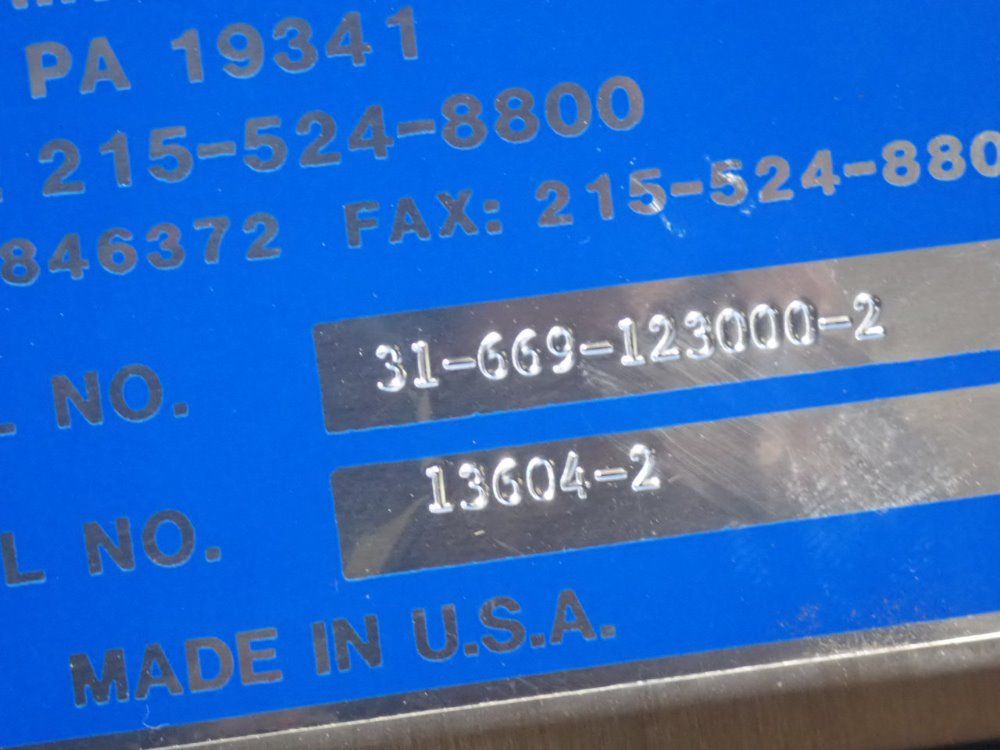 PA 19341
215-524-8800
846372 FAX: 215-524-880
L NO. 31-669-123000-2
L NO. 13604-2
MADE IN U.S.A.